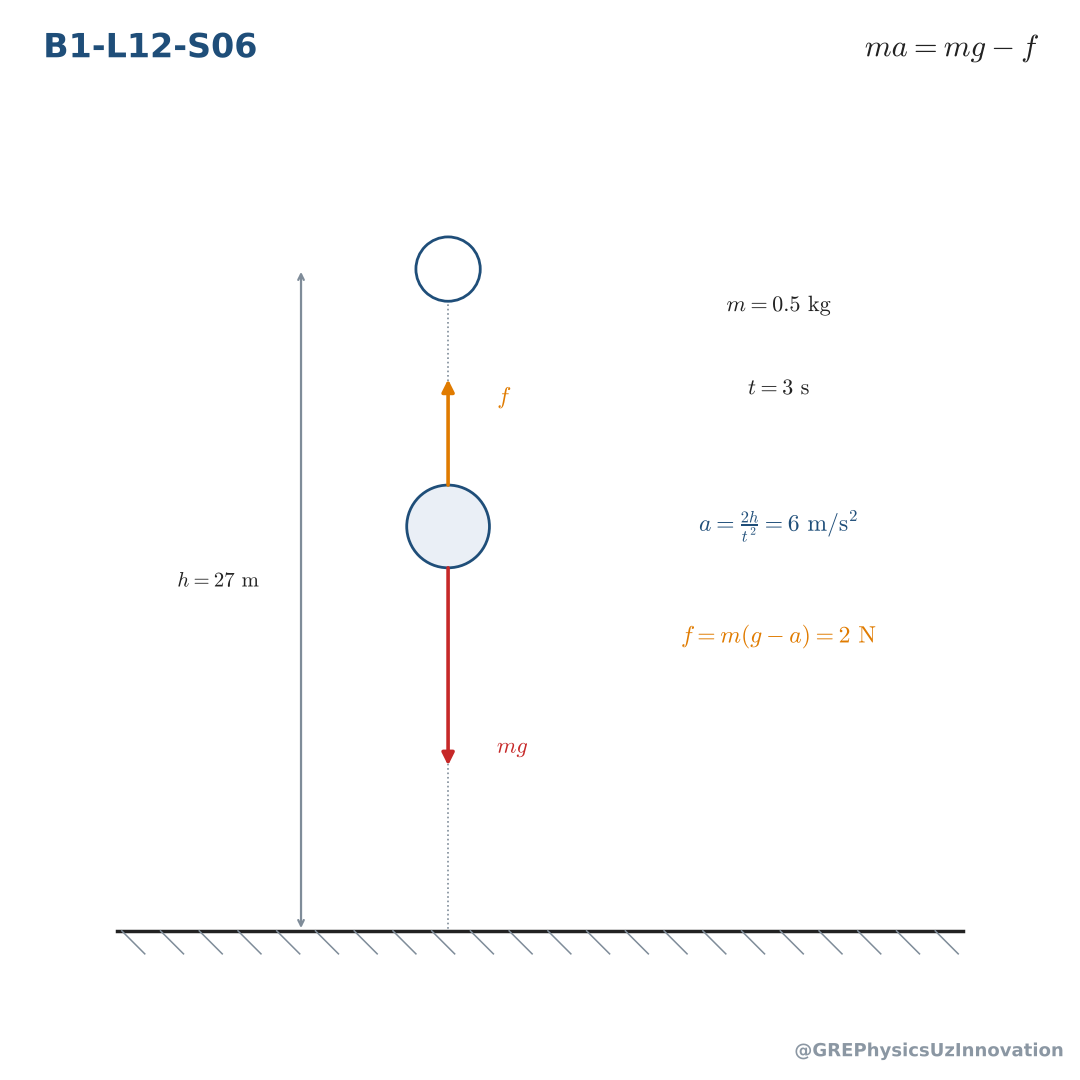 B1-L12-S06
ma = mg − f
m = 0.5 kg
t = 3 s
f
a = 2h/t² = 6 m/s²
h = 27 m
f = m(g − a) = 2 N
mg
@GREPhysicsUzInnovation